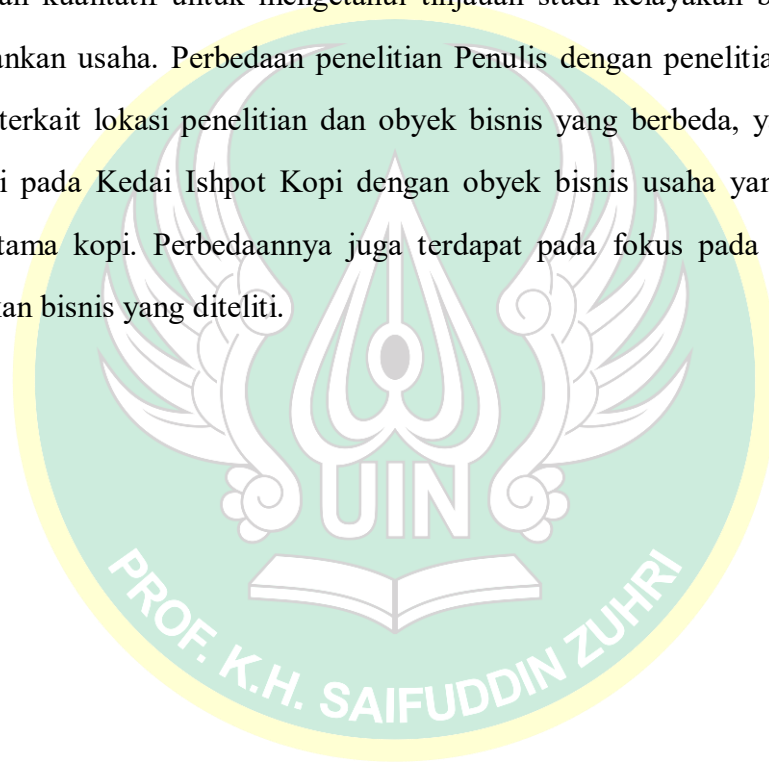 kualitatif untuk mengetahui tinjauan studi kelayakan
ankan usaha. Perbedaan penelitian Penulis dengan penelitia
terkait lokasi penelitian dan obyek bisnis yang berbeda, y
i pada Kedai Ishpot Kopi dengan obyek bisnis usaha yan
tama kopi. Perbedaannya juga terdapat pada fokus pada
an bisnis yang diteliti.
UIN
PROF. K.H. SAIFUDDIN ZUHRI